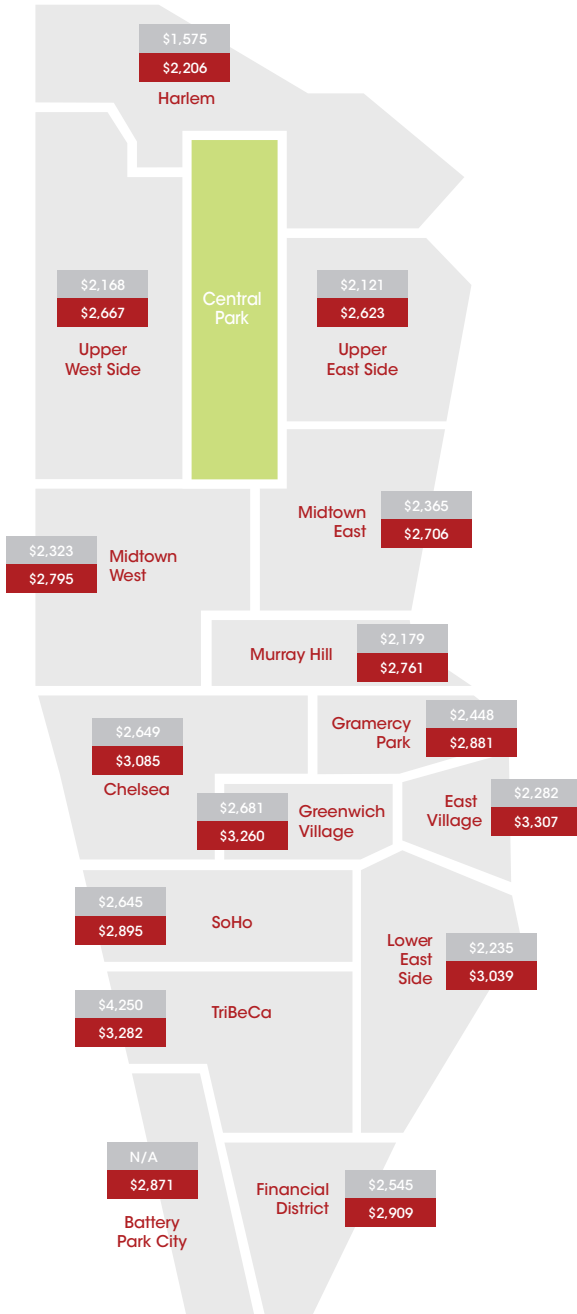 $1,575
$2,206
Harlem
$2,168
$2,667
Upper
West Side
Central
Park
$2,121
$2,623
Upper
East Side
Midtown
East
$2,365
$2,706
$2,323
$2,795
Midtown
West
Murray Hill
$2,179
$2,761
$2,649
$3,085
Chelsea
Gramercy
Park
$2,448
$2,881
$2,681
$3,260
Greenwich
Village
East
Village
$2,282
$3,307
$2,645
$2,895
SoHo
Lower
East
Side
$2,235
$3,039
$4,250
$3,282
TriBeCa
N/A
$2,871
Battery
Park City
Financial
District
$2,545
$2,909